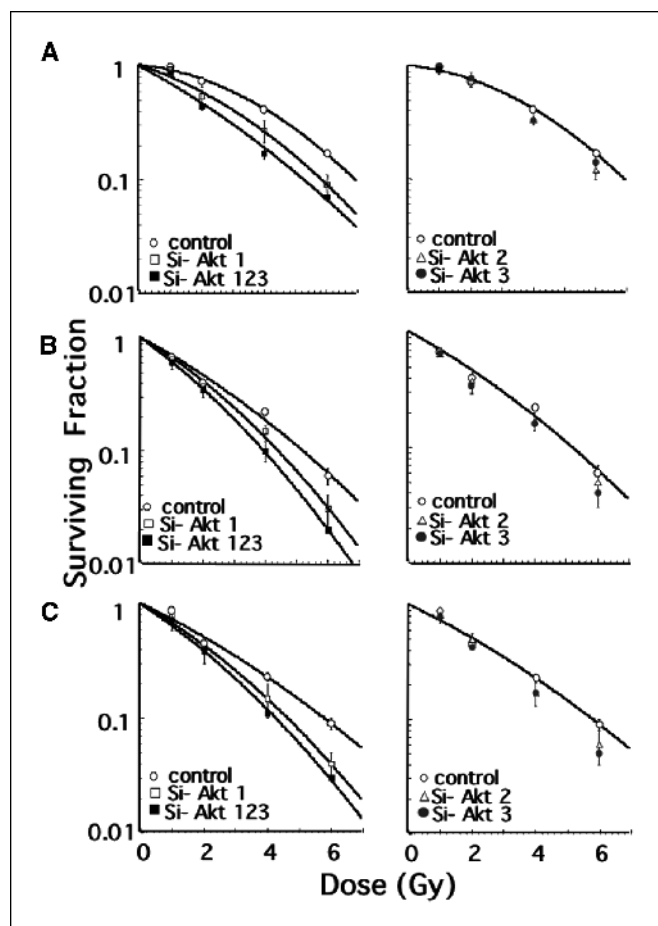 A
1
0.1
0.01
control
Si- Akt 1
Si- Akt 123
control
Si- Akt 2
Si- Akt 3
B
1
0.1
0.01
control
Si- Akt 1
Si- Akt 123
control
Si- Akt 2
Si- Akt 3
Surviving Fraction
C
1
0.1
0.01
control
Si- Akt 1
Si- Akt 123
control
Si- Akt 2
Si- Akt 3
0 2 4 6 0 2 4 6
Dose (Gy)